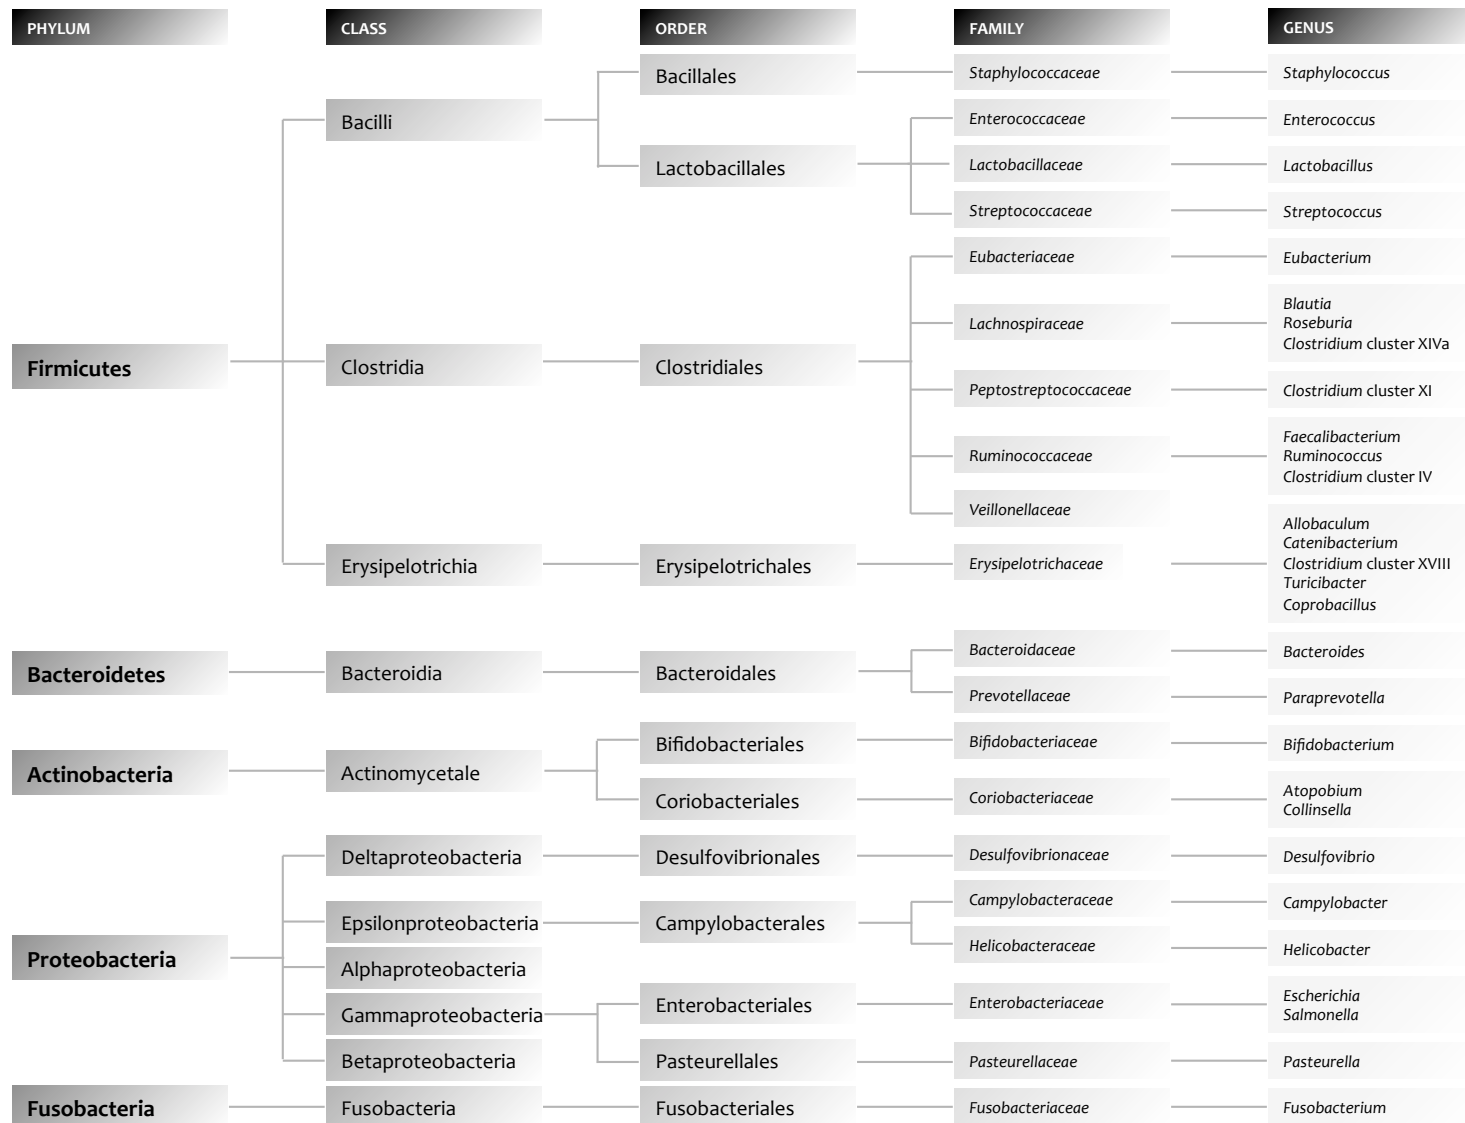 PHYLUM CLASS ORDER FAMILY GENUS
Bacillales Staphylococcaceae Staphylococcus
Bacilli Enterococcaceae Enterococcus
Lactobacillales Lactobacillaceae Lactobacillus
Streptococcaceae Streptococcus
Eubacteriaceae Eubacterium
Blautia
Lachnospiraceae Roseburia
Clostridium cluster XIVa
Firmicutes Clostridia Clostridiales
Peptostreptococcaceae Clostridium cluster XI
Faecalibacterium
Ruminococcaceae Ruminococcus
Clostridium cluster IV
Veillonellaceae
Allobaculum
Catenibacterium
Erysipelotrichia Erysipelotrichales Erysipelotrichaceae Clostridium cluster XVIII
Turicibacter
Coprobacillus
Bacteroidaceae Bacteroides
Bacteroidetes Bacteroidia Bacteroidales
Prevotellaceae Paraprevotella
Bifidobacteriales Bifidobacteriaceae Bifidobacterium
Actinobacteria Actinomycetale
Coriobacteriales Coriobacteriaceae Atopobium
Collinsella
Deltaproteobacteria Desulfovibrionales Desulfovibrionaceae Desulfovibrio
Campylobacteraceae Campylobacter
Epsilonproteobacteria Campylobacterales
Helicobacteraceae Helicobacter
Proteobacteria
Alphaproteobacteria
Enterobacteriales Enterobacteriaceae Escherichia
Salmonella
Gammaproteobacteria
Betaproteobacteria Pasteurellales Pasteurellaceae Pasteurella
Fusobacteria Fusobacteria Fusobacteriales Fusobacteriaceae Fusobacterium